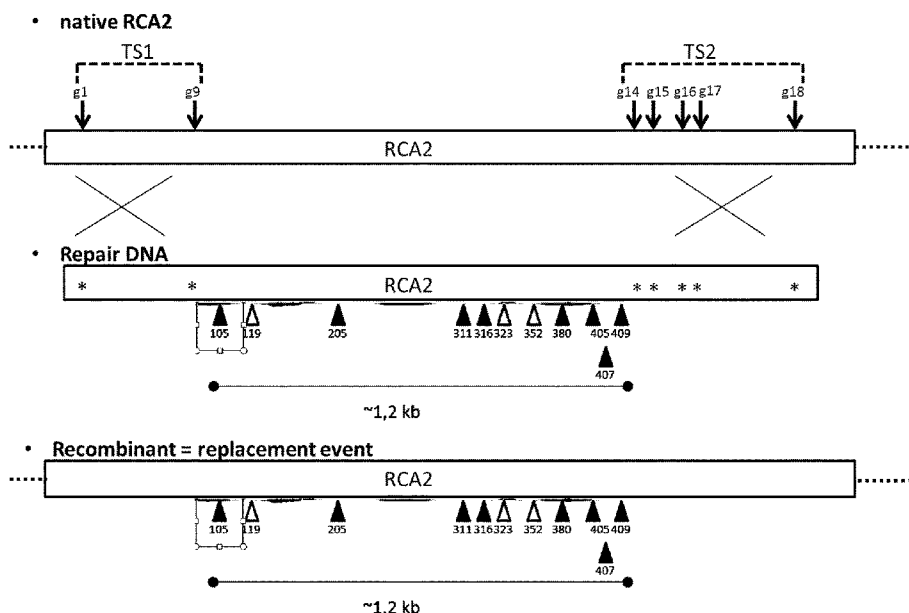 • native RCA2
TS1 TS2
g1 g9 g14 g15 g16 g17 g18
RCA2
• Repair DNA
* * RCA2 * * * * *
105 119 205 311 316 323 352 380 405 409
407
~1,2 kb
• Recombinant = replacement event
RCA2
105 119 205 311 316 323 352 380 405 409
407
~1,2 kb